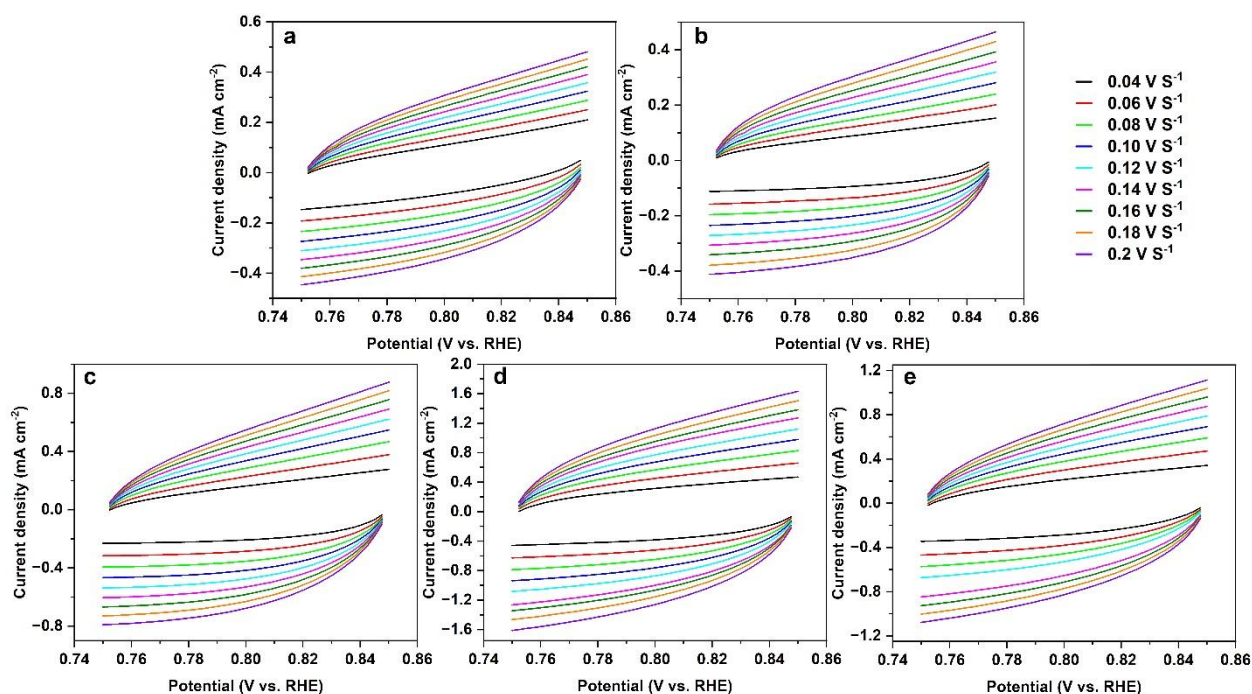 a
0.6
0.4
0.2
0.0
−0.2
−0.4
Current density (mA cm⁻²)
0.74 0.76 0.78 0.80 0.82 0.84 0.86
Potential (V vs. RHE)
b
0.4
0.2
0.0
−0.2
−0.4
Current density (mA cm⁻²)
0.74 0.76 0.78 0.80 0.82 0.84 0.86
Potential (V vs. RHE)
0.04 V S⁻¹
0.06 V S⁻¹
0.08 V S⁻¹
0.10 V S⁻¹
0.12 V S⁻¹
0.14 V S⁻¹
0.16 V S⁻¹
0.18 V S⁻¹
0.2 V S⁻¹
c
0.8
0.4
0.0
−0.4
−0.8
Current density (mA cm⁻²)
0.74 0.76 0.78 0.80 0.82 0.84 0.86
Potential (V vs. RHE)
d
2.0
1.6
1.2
0.8
0.4
0.0
−0.4
−0.8
−1.2
−1.6
Current density (mA cm⁻²)
0.74 0.76 0.78 0.80 0.82 0.84 0.86
Potential (V vs. RHE)
e
1.2
0.8
0.4
0.0
−0.4
−0.8
−1.2
Current density (mA cm⁻²)
0.74 0.76 0.78 0.80 0.82 0.84 0.86
Potential (V vs. RHE)